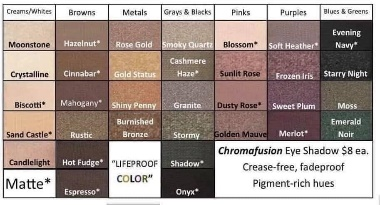 Creams/Whites Browns Metals Grays & Blacks Pinks Purples Blues & Greens
Moonstone Hazelnut* Rose Gold Smoky Quartz Blossom* Soft Heather* Evening Navy*
Crystalline Cinnabar* Gold Status Cashmere Haze* Sunlit Rose Frozen Iris Starry Night
Biscotti* Mahogany* Shiny Penny Granite Dusty Rose* Sweet Plum Moss
Sand Castle* Rustic Burnished Bronze Stormy Golden Mauve Merlot* Emerald Noir
Candlelight Hot Fudge* "LIFEPROOF COLOR" Shadow* Chromafusion Eye Shadow $8 ea.
Crease-free, fadeproof
Matte* Espresso* Onyx* Pigment-rich hues